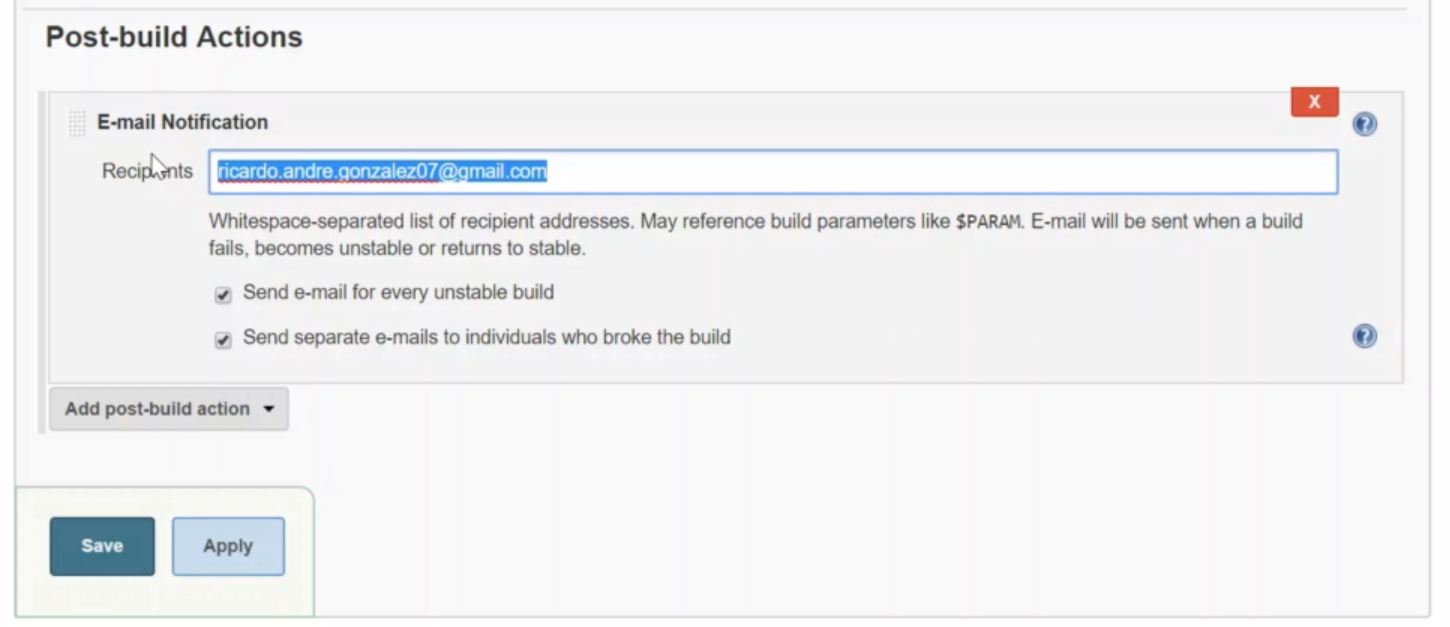 Post-build Actions
X
E-mail Notification
Recipients ricardo.andre.gonzalez07@gmail.com
Whitespace-separated list of recipient addresses. May reference build parameters like $PARAM. E-mail will be sent when a build
fails, becomes unstable or returns to stable.
Send e-mail for every unstable build
Send separate e-mails to individuals who broke the build
Add post-build action
Save Apply